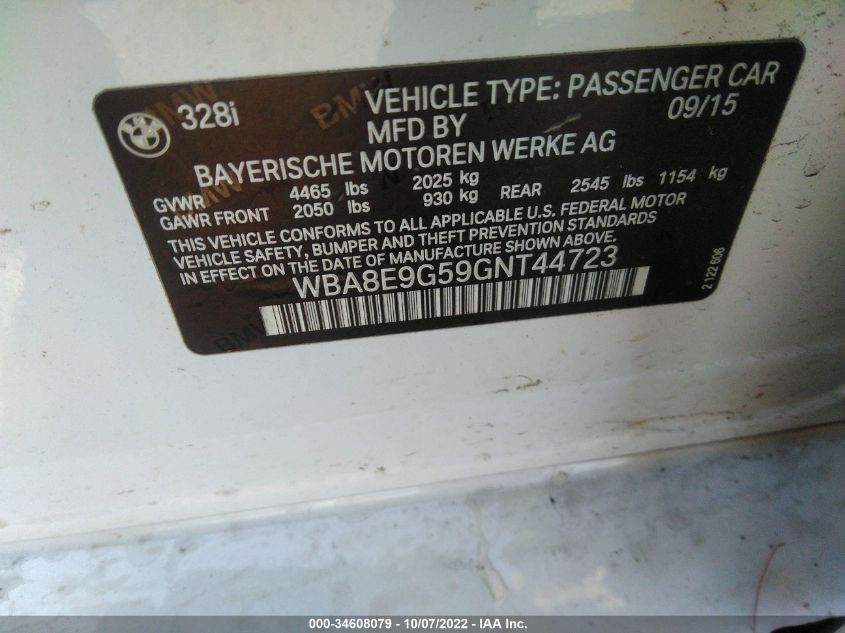 BMW
328i
VEHICLE TYPE: PASSENGER CAR
MFD BY 09/15
BAYERISCHE MOTOREN WERKE AG
GVWR 4465 lbs 2025 kg
GAWR FRONT 2050 lbs 930 kg REAR 2545 lbs 1154 kg
THIS VEHICLE CONFORMS TO ALL APPLICABLE U.S. FEDERAL MOTOR
VEHICLE SAFETY, BUMPER AND THEFT PREVENTION STANDARDS
IN EFFECT ON THE DATE OF MANUFACTURE SHOWN ABOVE:
WBA8E9G59GNT44723
2 122 606
000-34608079 - 10/07/2022 - IAA Inc.